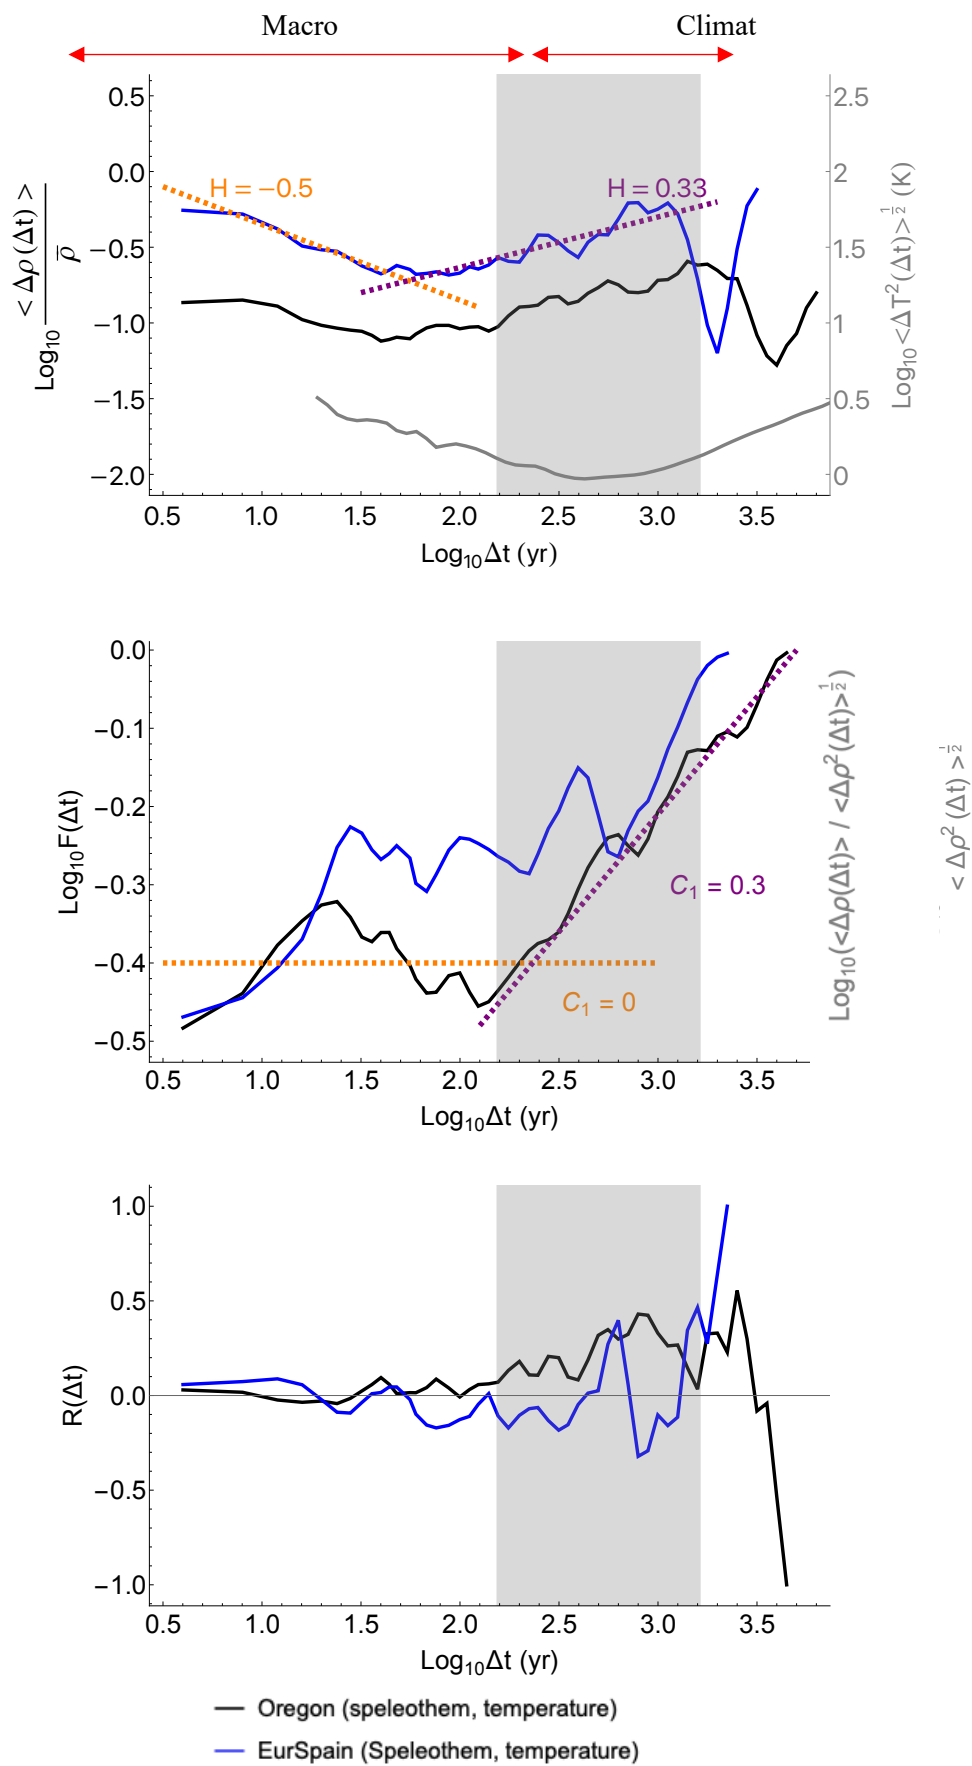 Macro Climat
Log₁₀ < Δρ (Δt) > / ρ̅
0.5
0.0
−0.5
−1.0
−1.5
−2.0
H = −0.5
H = 0.33
2.5
2
1.5
1
0.5
0
Log₁₀<ΔT²(Δt)>^½ (K)
0.5 1.0 1.5 2.0 2.5 3.0 3.5
Log₁₀Δt (yr)
Log₁₀F(Δt)
0.0
−0.1
−0.2
−0.3
−0.4
−0.5
C₁ = 0.3
C₁ = 0
Log₁₀(<Δρ(Δt)> / <Δρ²(Δt)>^½)
< Δρ² (Δt) >^½
0.5 1.0 1.5 2.0 2.5 3.0 3.5
Log₁₀Δt (yr)
R(Δt)
1.0
0.5
0.0
−0.5
−1.0
0.5 1.0 1.5 2.0 2.5 3.0 3.5
Log₁₀Δt (yr)
Oregon (speleothem, temperature)
EurSpain (Speleothem, temperature)